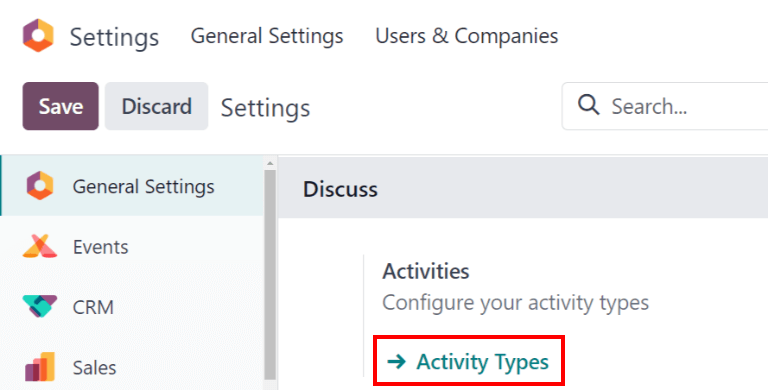 Settings General Settings Users & Companies
Save Discard Settings Search...
General Settings
Discuss
Events
Activities
Configure your activity types
CRM
Activity Types
Sales